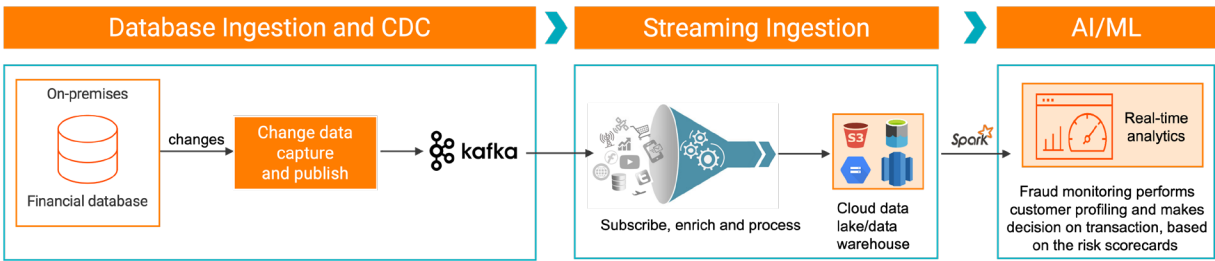 Database Ingestion and CDC
Streaming Ingestion
AI/ML
On-premises
Financial database
changes
Change data
capture
and publish
kafka
Subscribe, enrich and process
S3
Cloud data
lake/data
warehouse
Spark
Real-time
analytics
Fraud monitoring performs
customer profiling and makes
decision on transaction, based
on the risk scorecards